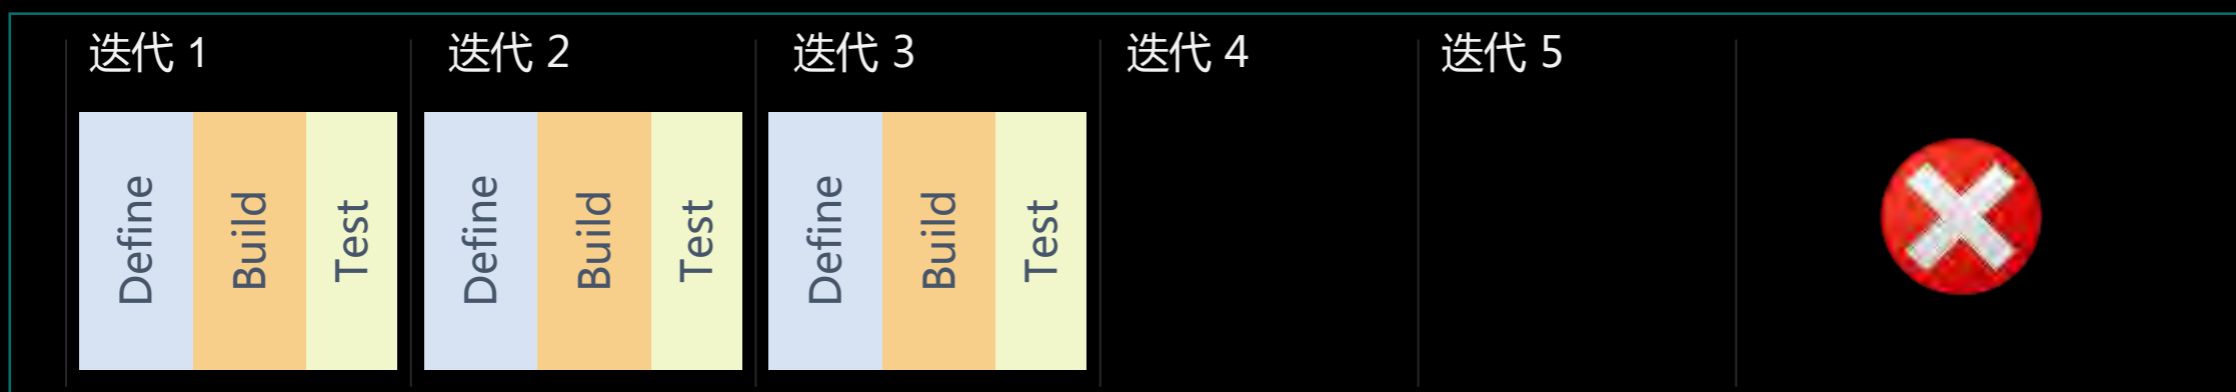 迭代 1
迭代 2
迭代 3
迭代 4
迭代 5
Define
Build
Test
Define
Build
Test
Define
Build
Test